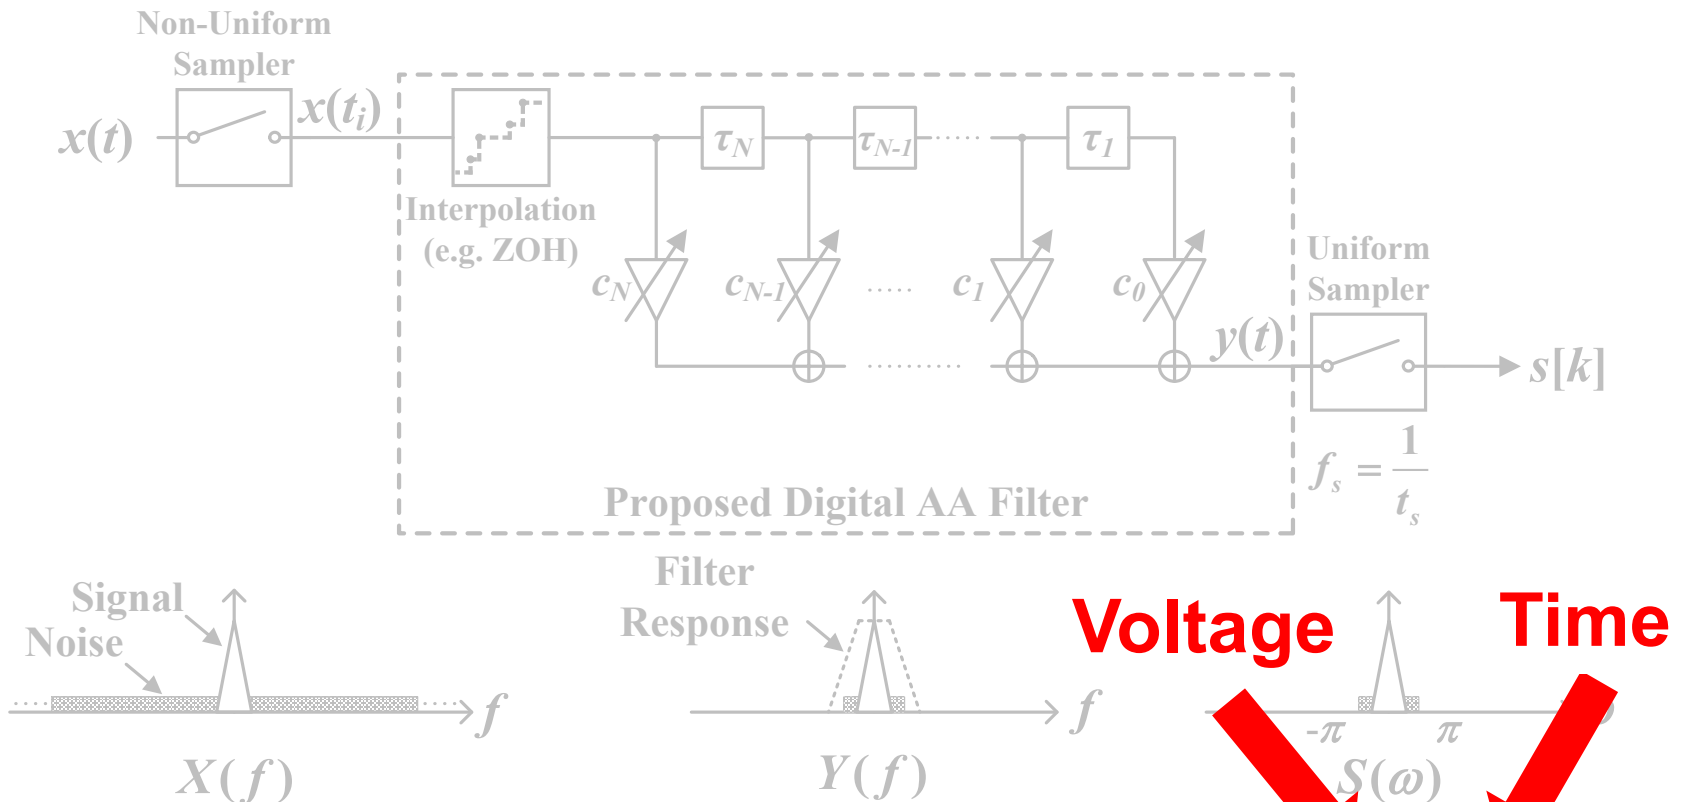 Non-Uniform
Sampler
x(t)
x(tᵢ)
τN
τN-1
·····
τ1
Interpolation
(e.g. ZOH)
cN
cN-1
·····
c1
c0
Uniform
Sampler
y(t)
s[k]
fs = 1/ts
Proposed Digital AA Filter
Signal
Noise
f
X(f)
Filter
Response
f
Y(f)
Voltage
Time
-π
π
S(ω)